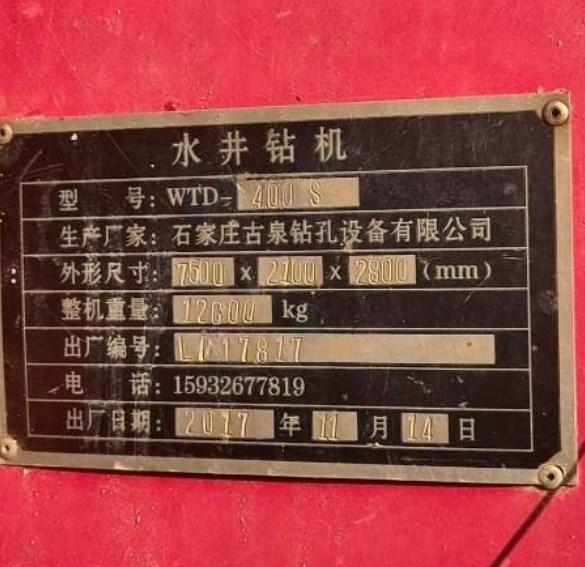 水井钻机
型 号: WTD-400 S
生产厂家: 石家庄古泉钻孔设备有限公司
外形尺寸: 7500 x 2100 x 2800 (mm)
整机重量: 12000 kg
出厂编号:
电 话: 15932677819
出厂日期: 2017 年 11 月 14 日